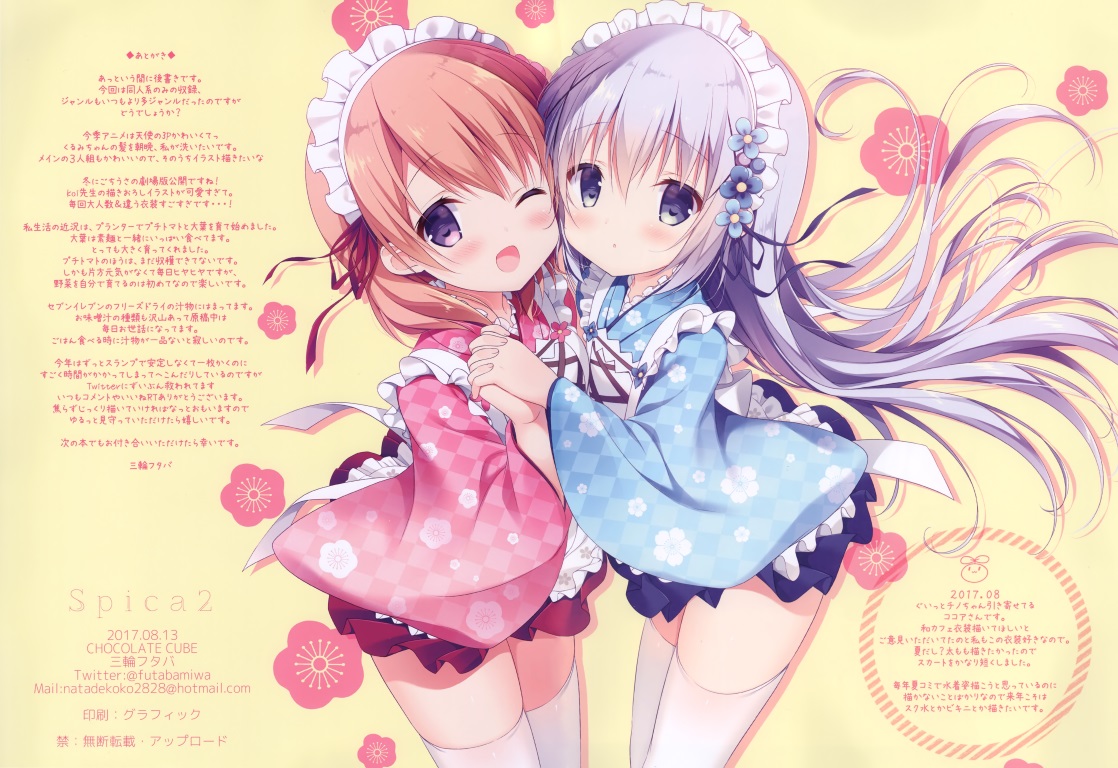 ◆あとがき◆
あっという間に後書きです。
今回は同人系のみの収録、
ジャンルもいつもより多ジャンルだったのですが
どうでしょうか？
今季アニメは天使の3Pかわいくてっ
くるみちゃんの髪を朝晩、私が洗いたいです。
メインの3人組もかわいいので、そのうちイラスト描きたいな
冬にごちうさの劇場版公開ですね！
koi先生の描きおろしイラストが可愛すぎて。
毎回大人数&違う衣装すごすぎです・・・！
私生活の近況は、プランターでプチトマトと大葉を育て始めました。
大葉は素麺と一緒にいっぱい食べてます。
とっても大きく育ってくれました。
プチトマトのほうは、まだ収穫できてないです。
しかも片方元気がなくて毎日ヒヤヒヤですが、
野菜を自分で育てるのは初めてなので楽しいです。
セブンイレブンのフリーズドライの汁物にはまってます。
お味噌汁の種類も沢山あって原稿中は
毎日お世話になってます。
ごはん食べる時に汁物が一品ないと寂しいのです。
今年はずっとスランプで安定しなくて一枚かくのに
すごく時間がかかってしまってへこんだりしているのですが
Twitterにずいぶん救われてます
いつもコメントやいいねRTありがとうございます。
焦らずじっくり描いていければなっとおもいますので
ゆるっと見守っていただけたら嬉しいです。
次の本でもお付き合いいただけたら幸いです。
三輪フタバ
Spica2
2017.08.13
CHOCOLATE CUBE
三輪フタバ
Twitter:@futabamiwa
Mail:natadekoko2828@hotmail.com
印刷：グラフィック
禁：無断転載・アップロード
2017.08
ぐいっとチノちゃん引き寄せてる
ココアさんです。
和カフェ衣装描いてほしいと
ご意見いただいてたのと私もこの衣装好きなので。
夏だし？太もも描きたかったので
スカートをかなり短くしました。
毎年夏コミで水着姿描こうと思っているのに
描かないことばかりなので来年こそは
スク水とかビキニとか描きたいです。